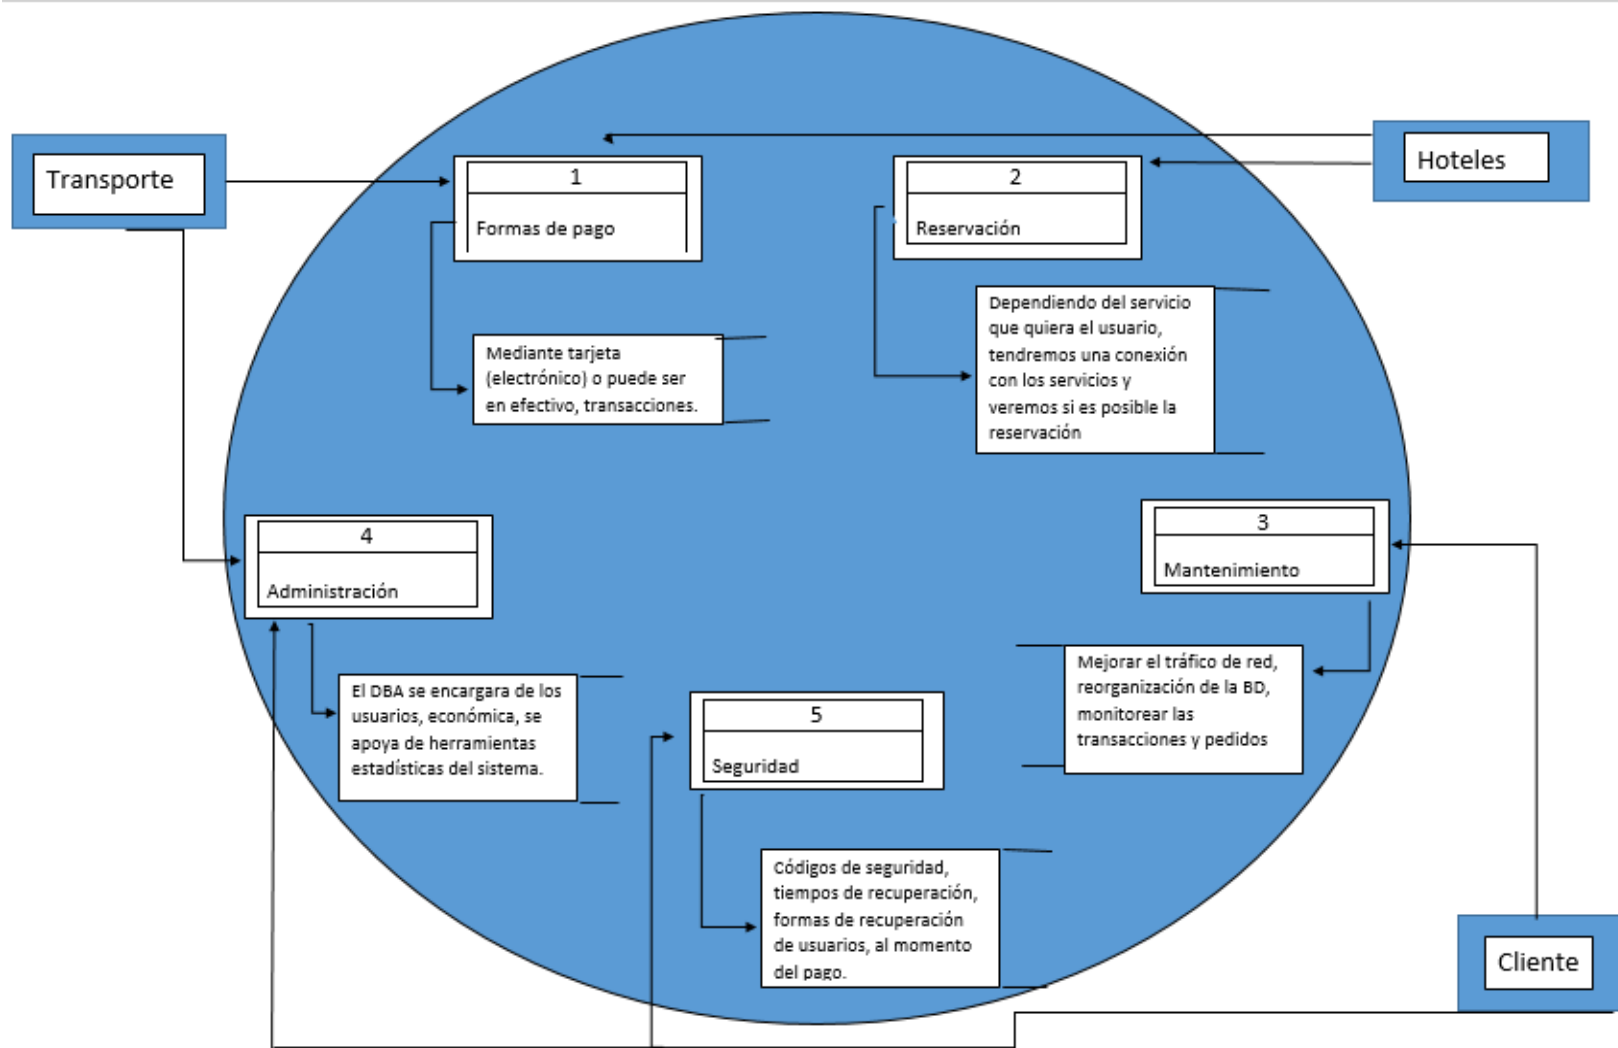 Transporte
Hoteles
1
Formas de pago
2
Reservación
Mediante tarjeta
(electrónico) o puede ser
en efectivo, transacciones.
Dependiendo del servicio
que quiera el usuario,
tendremos una conexión
con los servicios y
veremos si es posible la
reservación
4
Administración
3
Mantenimiento
El DBA se encargara de los
usuarios, económica, se
apoya de herramientas
estadísticas del sistema.
5
Seguridad
Mejorar el tráfico de red,
reorganización de la BD,
monitorear las
transacciones y pedidos
Códigos de seguridad,
tiempos de recuperación,
formas de recuperación
de usuarios, al momento
del pago.
Cliente